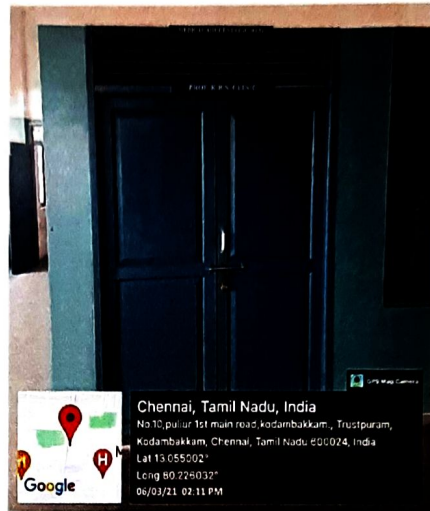 GPS Map Camera
Chennai, Tamil Nadu, India
No.10,puliur 1st main road,kodambakkam., Trustpuram,
Kodambakkam, Chennai, Tamil Nadu 600024, India
Lat 13.055002°
Long 80.226032°
06/03/21 02:11 PM
H
Google